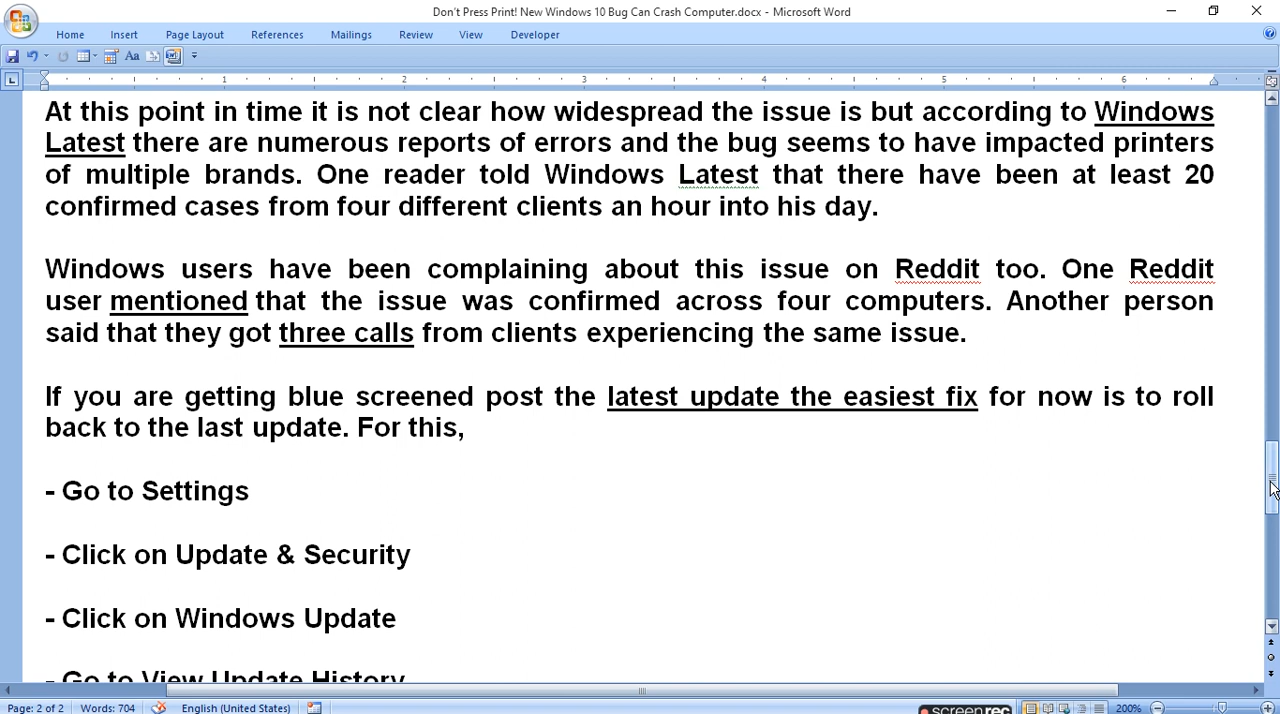 Don't Press Print! New Windows 10 Bug Can Crash Computer.docx - Microsoft Word
Home Insert Page Layout References Mailings Review View Developer
Aa
1 2 3 4 5 6
At this point in time it is not clear how widespread the issue is but according to Windows
Latest there are numerous reports of errors and the bug seems to have impacted printers
of multiple brands. One reader told Windows Latest that there have been at least 20
confirmed cases from four different clients an hour into his day.
Windows users have been complaining about this issue on Reddit too. One Reddit
user mentioned that the issue was confirmed across four computers. Another person
said that they got three calls from clients experiencing the same issue.
If you are getting blue screened post the latest update the easiest fix for now is to roll
back to the last update. For this,
- Go to Settings
- Click on Update & Security
- Click on Windows Update
- Go to View Update History
Page: 2 of 2 Words: 704 English (United States) screenrec 200%